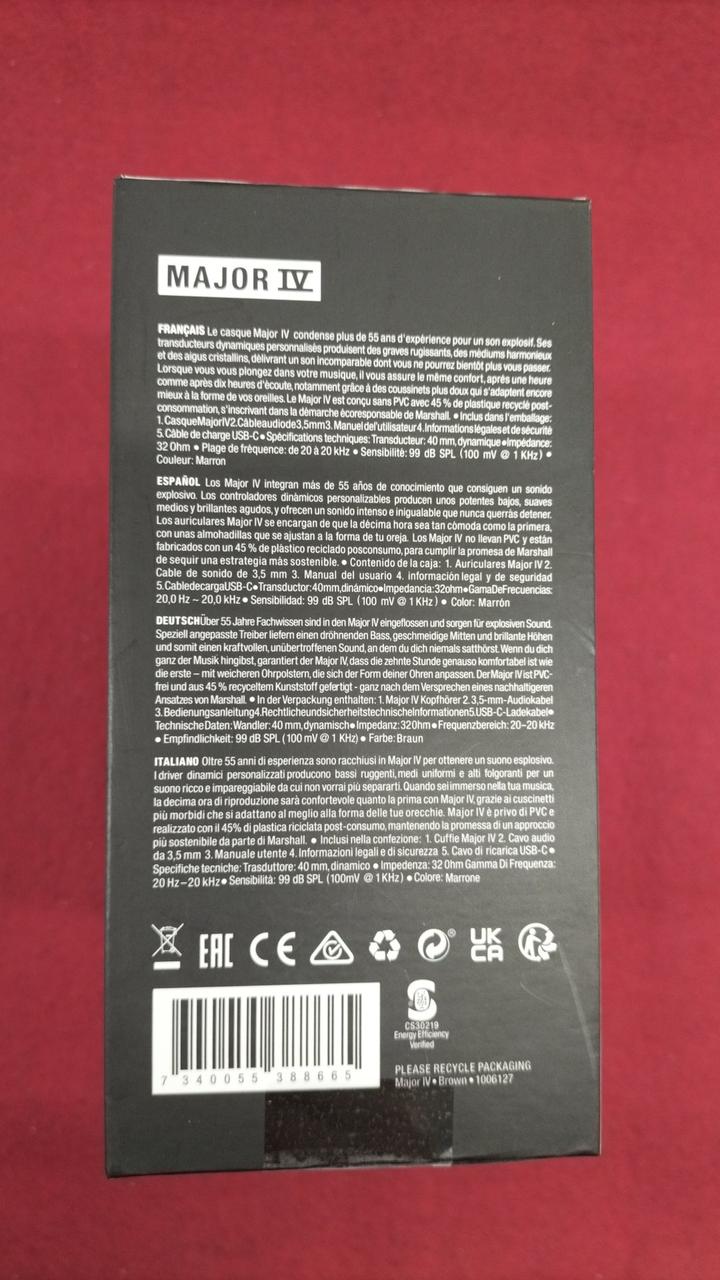 MAJOR IV
FRANÇAIS Le casque Major IV condense plus de 55 ans d'expérience pour un son explosif. Ses
transducteurs dynamiques personnalisés produisent des graves rugissants, des médiums harmonieux
et des aigus cristallins, délivrant un son incomparable dont vous ne pourrez bientôt plus vous passer.
Lorsque vous vous plongez dans votre musique, il vous assure le même confort, après une heure
comme après dix heures d'écoute, notamment grâce à des coussinets plus doux qui s'adaptent encore
mieux à la forme de vos oreilles. Le Major IV est conçu sans PVC avec 45 % de plastique recyclé post-
consommation, s'inscrivant dans la démarche écoresponsable de Marshall. • Inclus dans l'emballage:
1.CasqueMajorIV2.Câbleaudiode3,5mm3. Manuel del'utilisateur4.Informationslégales et de sécurité
5.Câble de charge USB-C•Spécifications techniques: Transducteur: 40 mm, dynamique •Impédance:
32 Ohm • Plage de fréquence: de 20 à 20 kHz • Sensibilité: 99 dB SPL (100 mV @ 1 KHz) •
Couleur: Marron
ESPAÑOL Los Major IV integran más de 55 años de conocimiento que consiguen un sonido
explosivo. Los controladores dinámicos personalizables producen unos potentes bajos, suaves
medios y brillantes agudos, y ofrecen un sonido intenso e inigualable que nunca querrás detener.
Los auriculares Major IV se encargan de que la décima hora sea tan cómoda como la primera,
con unas almohadillas que se ajustan a la forma de tu oreja. Los Major IV no llevan PVC y están
fabricados con un 45 % de plástico reciclado posconsumo, para cumplir la promesa de Marshall
de seguir una estrategia más sostenible. • Contenido de la caja: 1. Auriculares Major IV 2.
Cable de sonido de 3,5 mm 3. Manual del usuario 4. información legal y de seguridad
5.CabledecargaUSB-C•Transductor:40mm,dinámico•Impedancia:32ohm•GamaDeFrecuencias:
20,0 Hz ~ 20,0 kHz • Sensibilidad: 99 dB SPL (100 mV @ 1 KHz) • Color: Marrón
DEUTSCHÜber 55 Jahre Fachwissen sind in den Major IV eingeflossen und sorgen für explosiven Sound.
Speziell angepasste Treiber liefern einen dröhnenden Bass, geschmeidige Mitten und brillante Höhen
und somit einen kraftvollen, unübertroffenen Sound, an dem du dich niemals satthörst. Wenn du dich
ganz der Musik hingibst, garantiert der Major IV, dass die zehnte Stunde genauso komfortabel ist wie
die erste – mit weicheren Ohrpolstern, die sich der Form deiner Ohren anpassen. Der Major IV ist PVC-
frei und aus 45 % recyceltem Kunststoff gefertigt - ganz nach dem Versprechen eines nachhaltigeren
Ansatzes von Marshall. • In der Verpackung enthalten: 1. Major IV Kopfhörer 2. 3,5-mm-Audiokabel
3.Bedienungsanleitung4.RechtlicheundsicherheitstechnischeInformationen5.USB-C-Ladekabel•
Technische Daten: Wandler: 40 mm,dynamisch•Impedanz:32Ohm•Frequenzbereich: 20–20 kHz
• Empfindlichkeit: 99 dB SPL (100 mV @ 1 KHz) • Farbe: Braun
ITALIANO Oltre 55 anni di esperienza sono racchiusi in Major IV per ottenere un suono esplosivo.
I driver dinamici personalizzati producono bassi ruggenti, medi uniformi e alti folgoranti per un
suono ricco e impareggiabile da cui non vorrai più separarti. Quando sei immerso nella tua musica,
la decima ora di riproduzione sarà confortevole quanto la prima con Major IV, grazie ai cuscinetti
più morbidi che si adattano al meglio alla forma delle tue orecchie. Major IV è privo di PVC e
realizzato con il 45% di plastica riciclata post-consumo, mantenendo la promessa di un approccio
più sostenibile da parte di Marshall. • Inclusi nella confezione: 1. Cuffie Major IV 2. Cavo audio
da 3,5 mm 3. Manuale utente 4. Informazioni legali e di sicurezza 5. Cavo di ricarica USB-C •
Specifiche tecniche: Trasduttore: 40 mm, dinamico • Impedenza: 32 Ohm Gamma Di Frequenza:
20 Hz–20 kHz• Sensibilità: 99 dB SPL (100mV @ 1 KHz) • Colore: Marrone
EAC CE ® UK CA
7 340055 388665
CS30219
Energy Efficiency
Verified
PLEASE RECYCLE PACKAGING
Major IV • Brown • 1006127